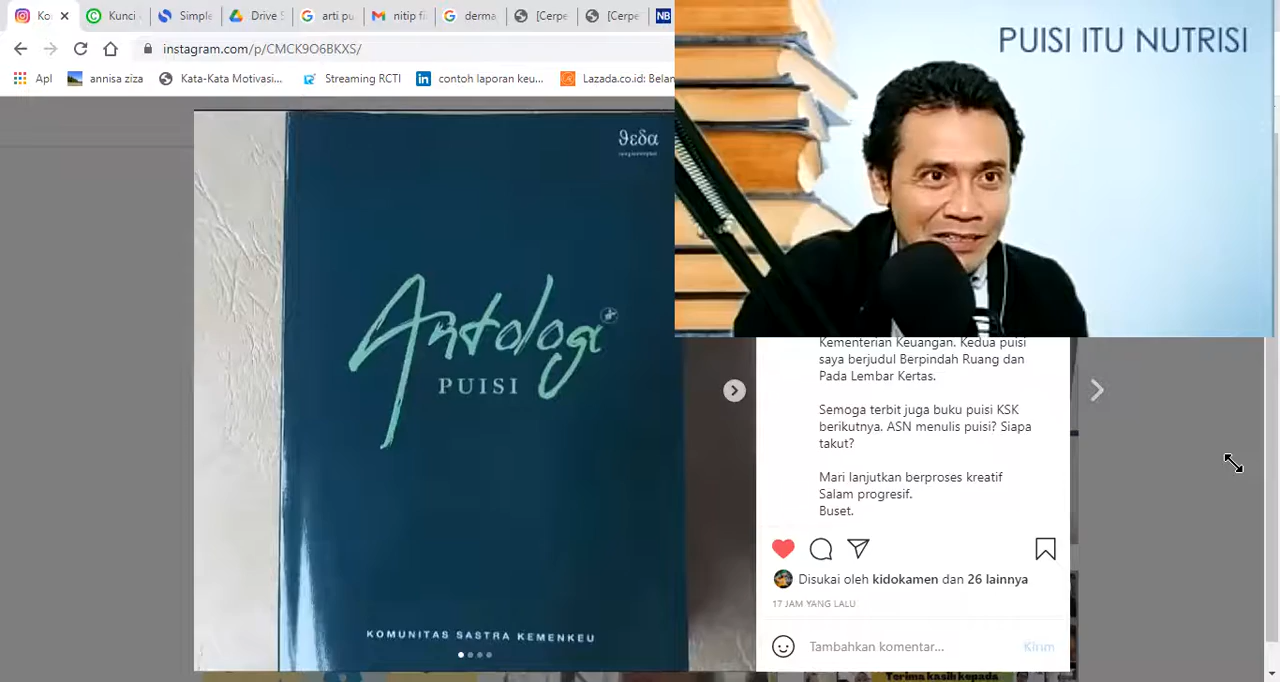 Ko
Kunci
Simple
Drive S
arti pu
nitip fi
derma
[Cerpe
[Cerpe
NB
instagram.com/p/CMCK9O6BKXS/
Apl
annisa ziza
Kata-Kata Motivasi...
Streaming RCTI
contoh laporan keu...
Lazada.co.id: Belan
PUISI ITU NUTRISI
ϑεδα
Antologi
PUISI
KOMUNITAS SASTRA KEMENKEU
Kementerian Keuangan. Kedua puisi
saya berjudul Berpindah Ruang dan
Pada Lembar Kertas.
Semoga terbit juga buku puisi KSK
berikutnya. ASN menulis puisi? Siapa
takut?
Mari lanjutkan berproses kreatif
Salam progresif.
Buset.
Disukai oleh kidokamen dan 26 lainnya
17 JAM YANG LALU
Tambahkan komentar...
Kirim
Terima kasih kepada